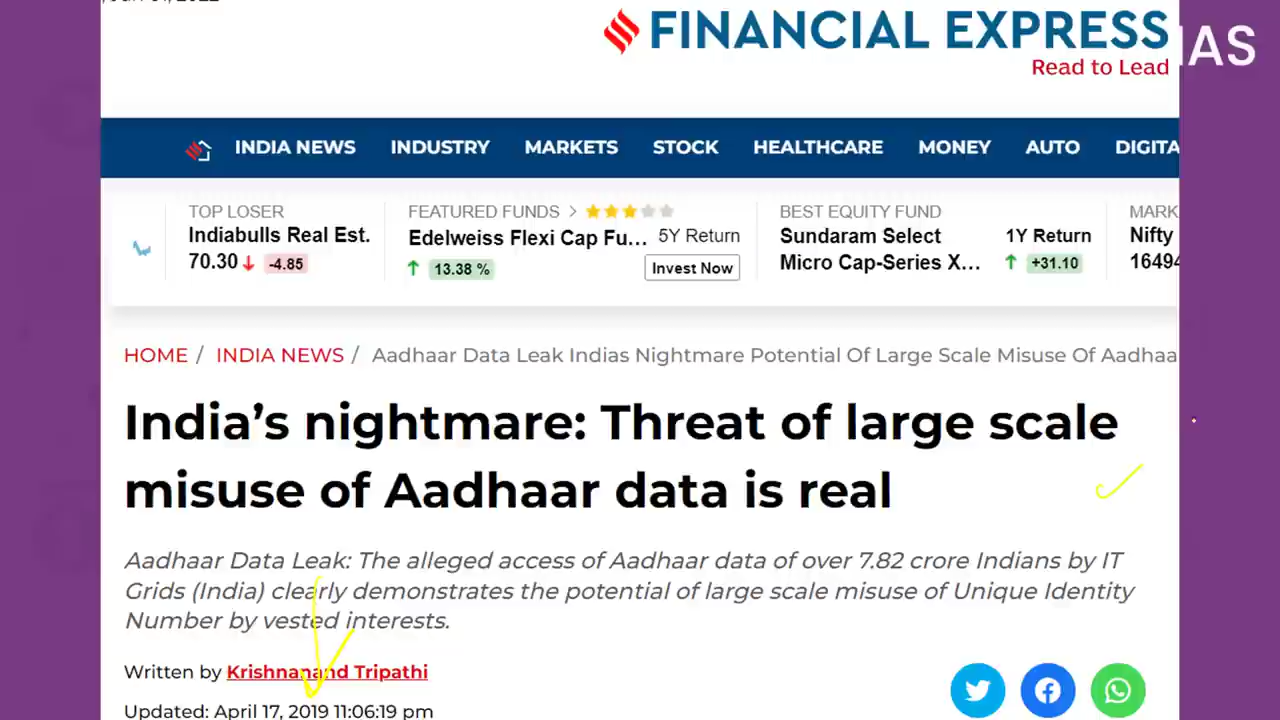 FINANCIAL EXPRESS
IAS
Read to Lead
INDIA NEWS INDUSTRY MARKETS STOCK HEALTHCARE MONEY AUTO DIGITA
TOP LOSER
Indiabulls Real Est.
70.30 -4.85
FEATURED FUNDS >
Edelweiss Flexi Cap Fu... 5Y Return
13.38 % Invest Now
BEST EQUITY FUND
Sundaram Select 1Y Return
Micro Cap-Series X... +31.10
MARK
Nifty
16494
HOME / INDIA NEWS / Aadhaar Data Leak Indias Nightmare Potential Of Large Scale Misuse Of Aadhaa
India's nightmare: Threat of large scale
misuse of Aadhaar data is real
Aadhaar Data Leak: The alleged access of Aadhaar data of over 7.82 crore Indians by IT
Grids (India) clearly demonstrates the potential of large scale misuse of Unique Identity
Number by vested interests.
Written by Krishnanand Tripathi
Updated: April 17, 2019 11:06:19 pm